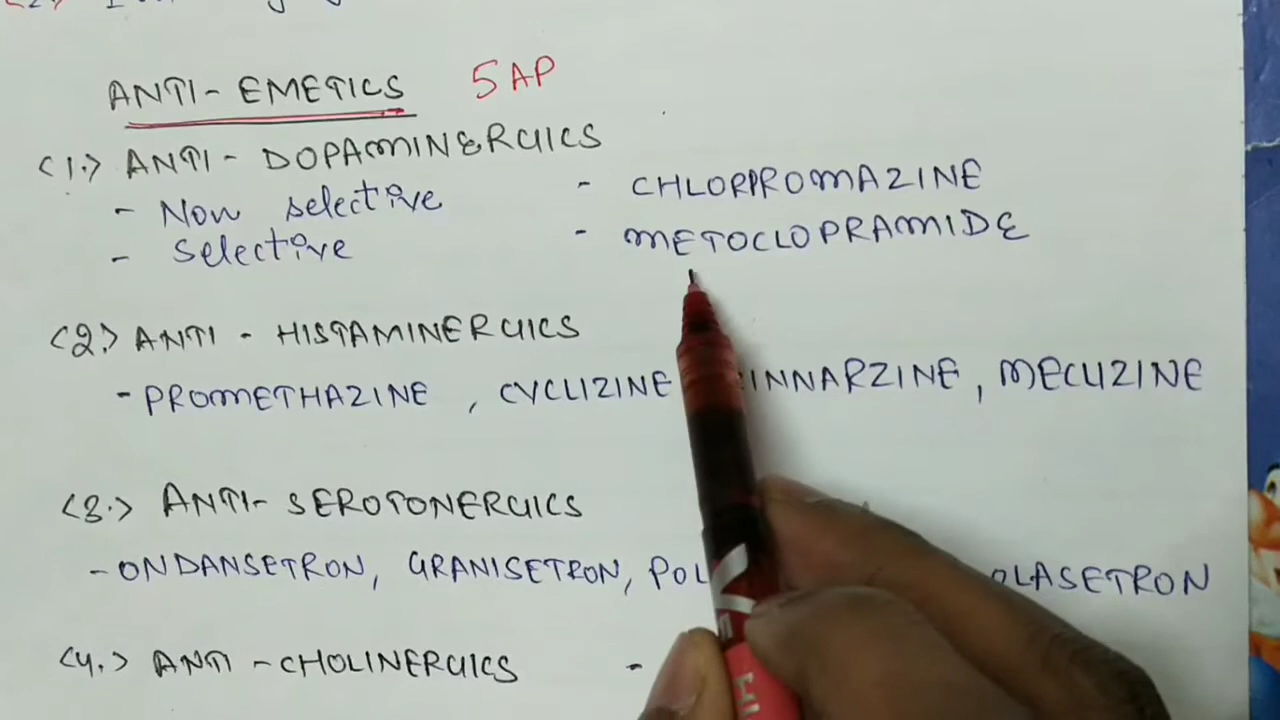 ANTI - EMETICS 5AP
(1.) ANTI - DOPAMINERGICS
- Non selective - CHLORPROMAZINE
- selective - METOCLOPRAMIDE
(2.) ANTI - HISTAMINERGICS
- PROMETHAZINE , CYCLIZINE INNARZINE , MECLIZINE
(3.) ANTI- SEROTONERGICS
- ONDANSETRON, GRANISETRON, POL OLASETRON
(4.) ANTI - CHOLINERGICS -